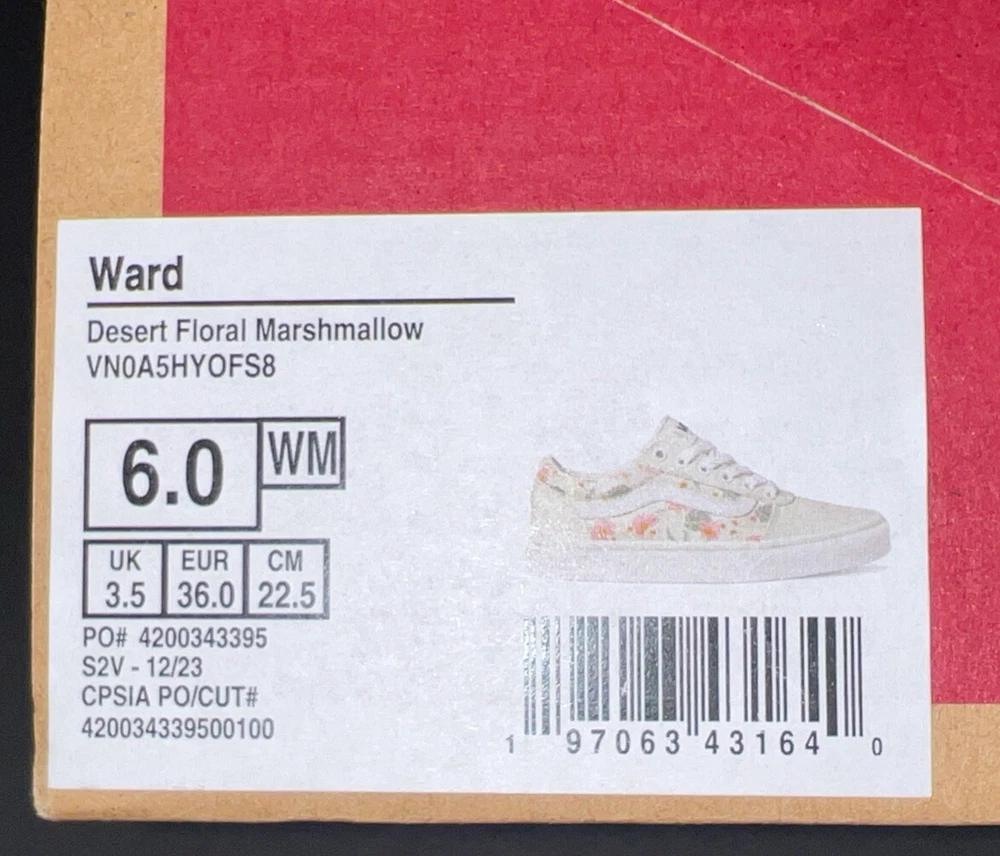 Ward
Desert Floral Marshmallow
VN0A5HYOFS8
6.0 WM
UK EUR CM
3.5 36.0 22.5
PO# 4200343395
S2V - 12/23
CPSIA PO/CUT#
420034339500100
1 97063 43164 0